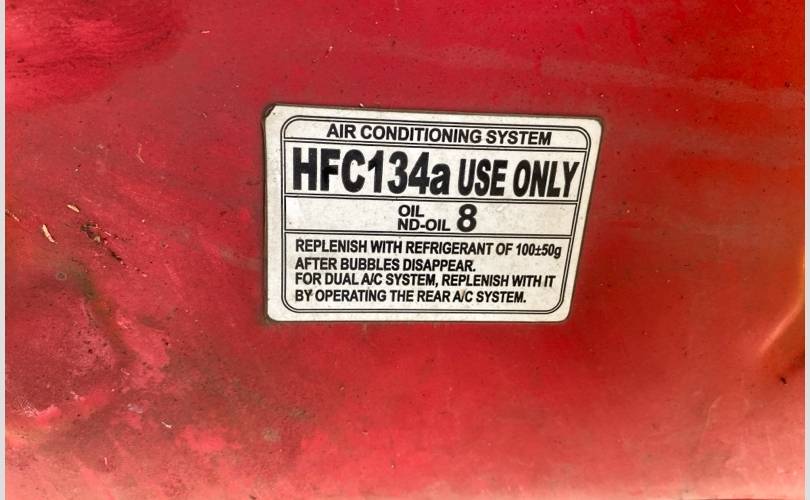 AIR CONDITIONING SYSTEM
HFC134a USE ONLY
OIL
ND-OIL 8
REPLENISH WITH REFRIGERANT OF 100±50g
AFTER BUBBLES DISAPPEAR.
FOR DUAL A/C SYSTEM, REPLENISH WITH IT
BY OPERATING THE REAR A/C SYSTEM.